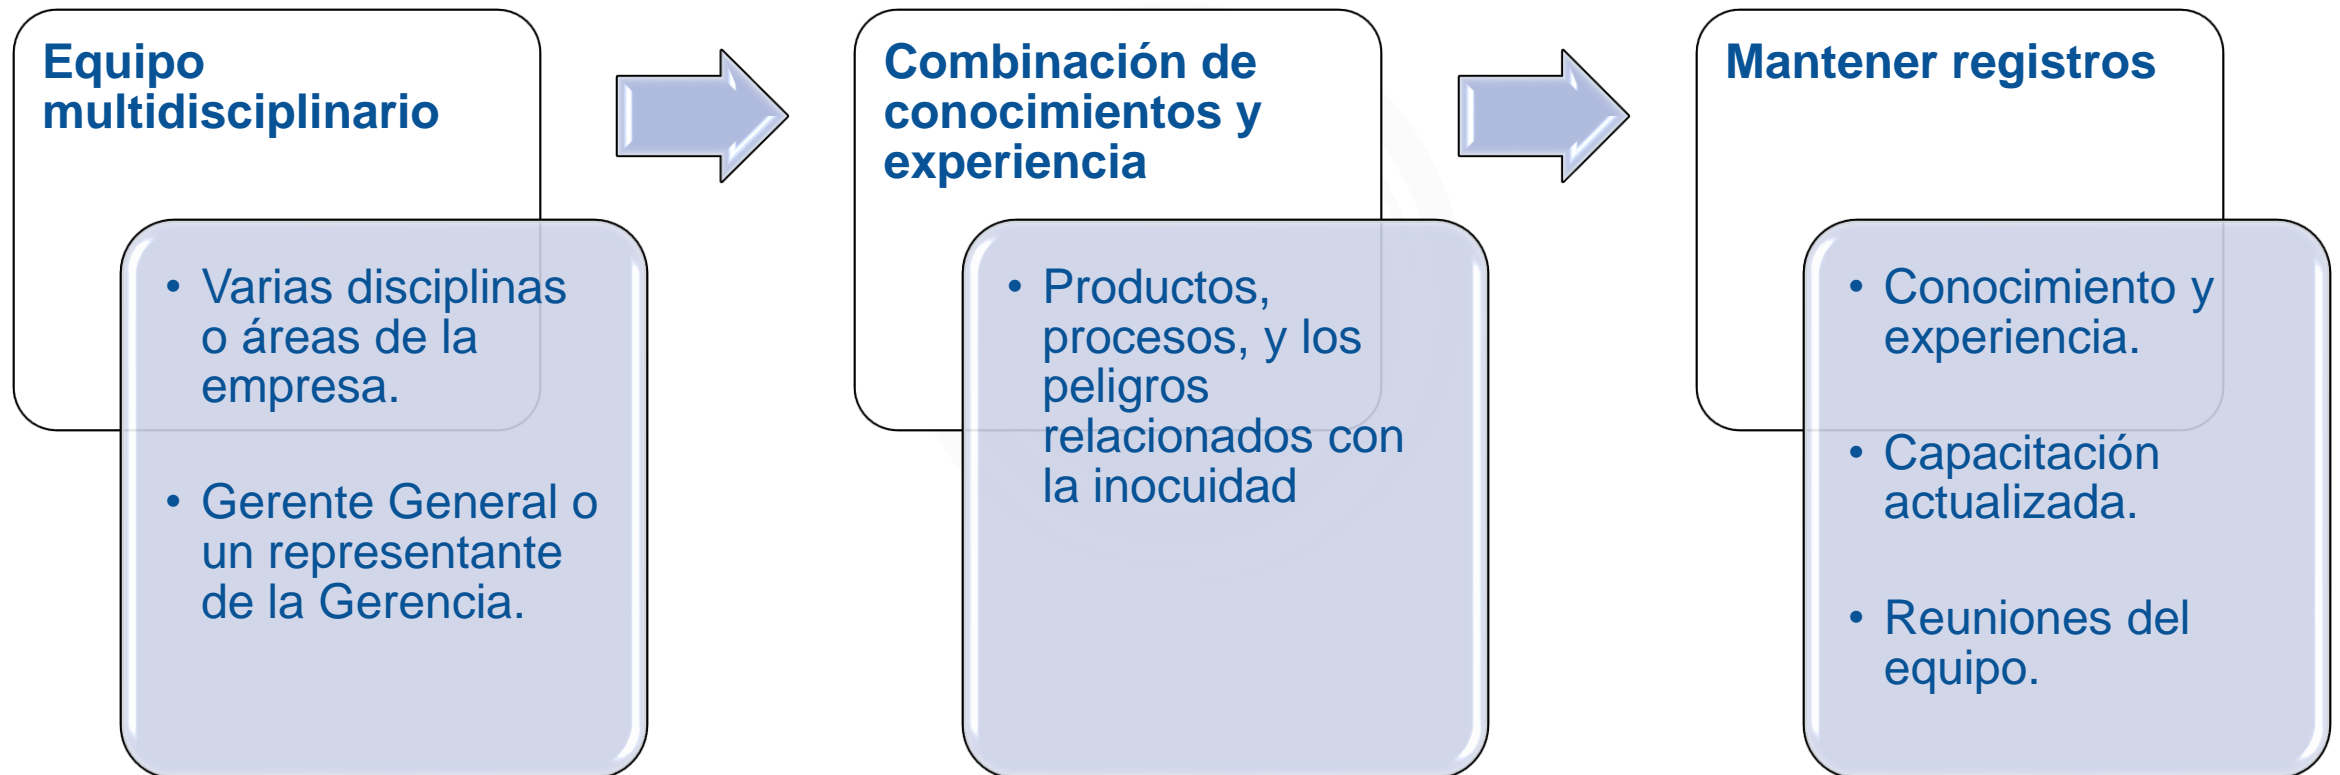 Equipo
multidisciplinario
• Varias disciplinas
o áreas de la
empresa.
• Gerente General o
un representante
de la Gerencia.
Combinación de
conocimientos y
experiencia
• Productos,
procesos, y los
peligros
relacionados con
la inocuidad
Mantener registros
• Conocimiento y
experiencia.
• Capacitación
actualizada.
• Reuniones del
equipo.